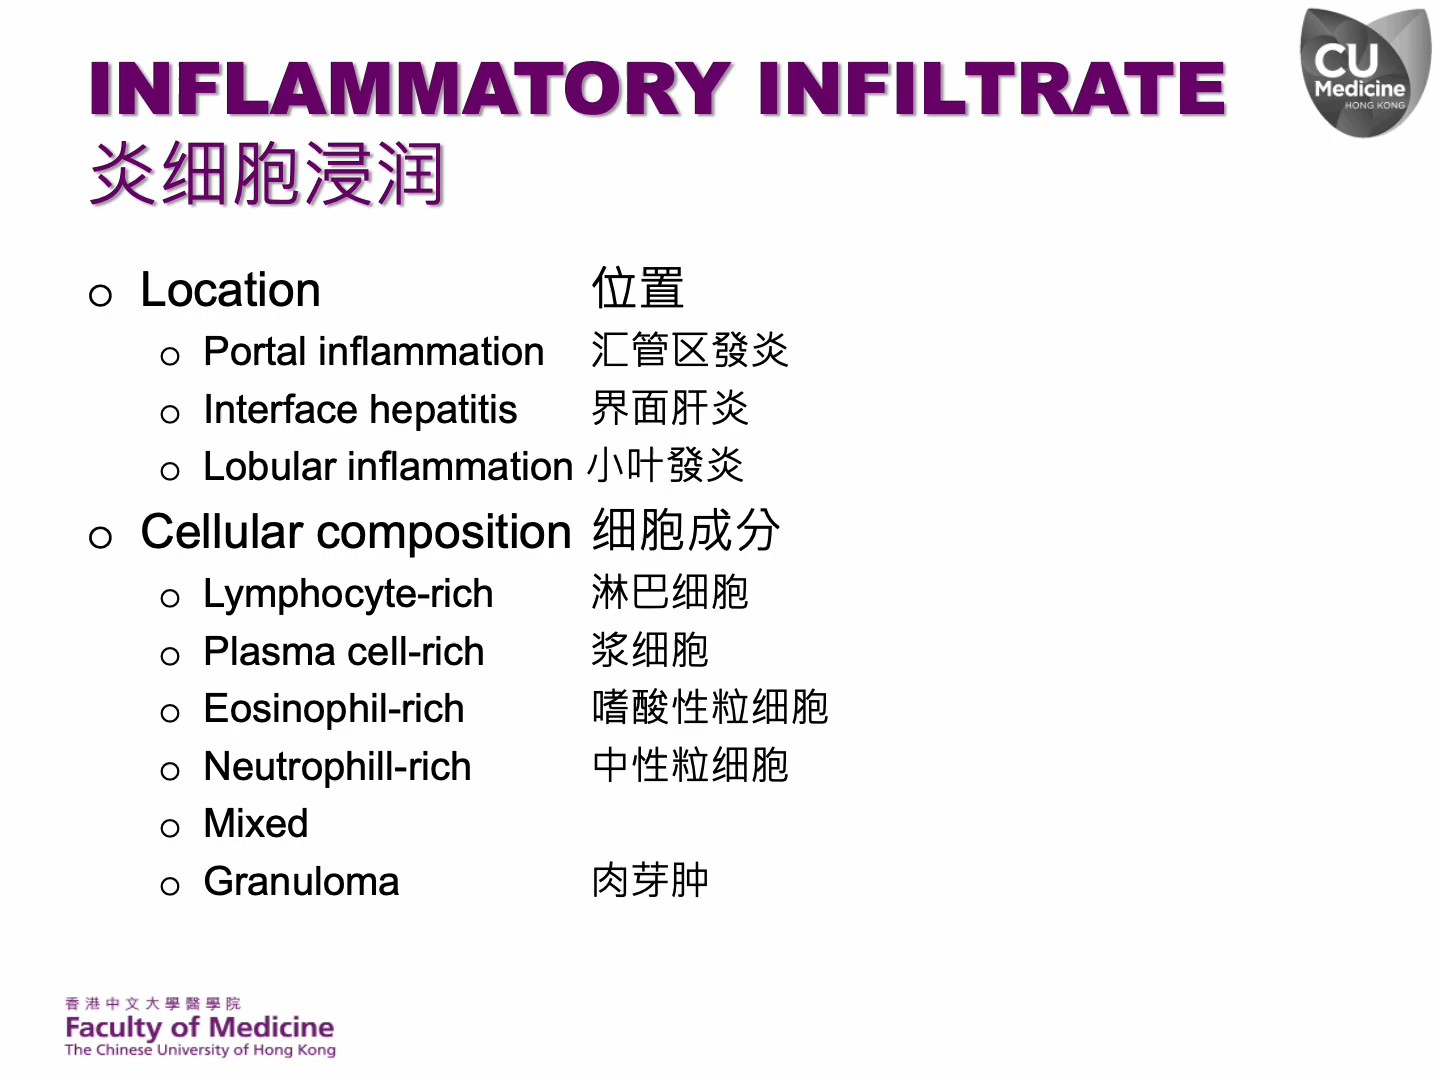 INFLAMMATORY INFILTRATE
炎细胞浸润
CU
Medicine
HONG KONG
Location 位置
Portal inflammation 汇管区發炎
Interface hepatitis 界面肝炎
Lobular inflammation 小叶發炎
Cellular composition 细胞成分
Lymphocyte-rich 淋巴细胞
Plasma cell-rich 浆细胞
Eosinophil-rich 嗜酸性粒细胞
Neutrophill-rich 中性粒细胞
Mixed
Granuloma 肉芽肿
香港中文大學醫學院
Faculty of Medicine
The Chinese University of Hong Kong